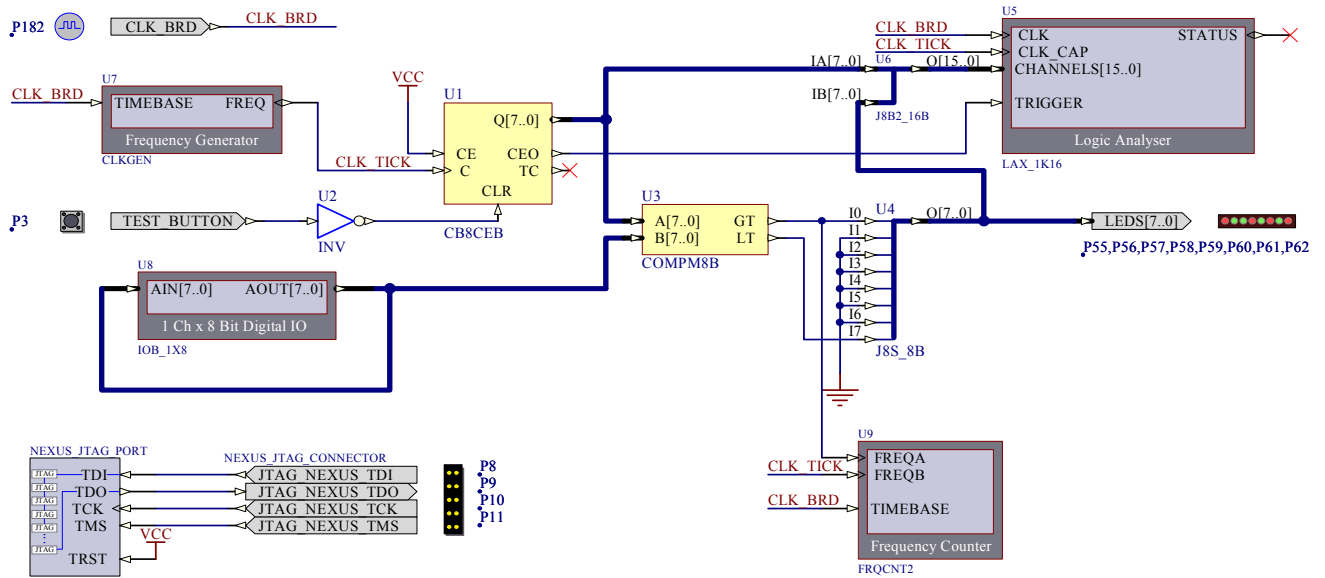 P182
CLK_BRD
CLK_BRD
U7
CLK_BRD
TIMEBASE FREQ
Frequency Generator
CLKGEN
CLK_TICK
VCC
U1
Q[7..0]
CE CEO
C TC
CLR
CB8CEB
P3
TEST_BUTTON
U2
INV
U8
AIN[7..0] AOUT[7..0]
1 Ch x 8 Bit Digital IO
IOB_1X8
U3
A[7..0] GT
B[7..0] LT
COMPM8B
IA[7..0] U6 O[15..0]
IB[7..0]
J8B2_16B
U5
CLK_BRD
CLK_TICK
CLK STATUS
CLK_CAP
CHANNELS[15..0]
TRIGGER
Logic Analyser
LAX_1K16
I0 U4 O[7..0]
I1
I2
I3
I4
I5
I6
I7
J8S_8B
LEDS[7..0]
P55,P56,P57,P58,P59,P60,P61,P62
U9
CLK_TICK
CLK_BRD
FREQA
FREQB
TIMEBASE
Frequency Counter
FRQCNT2
NEXUS_JTAG_PORT
JTAG
JTAG
JTAG
JTAG
JTAG
JTAG
TDI
TDO
TCK
TMS
TRST
VCC
NEXUS_JTAG_CONNECTOR
JTAG_NEXUS_TDI
JTAG_NEXUS_TDO
JTAG_NEXUS_TCK
JTAG_NEXUS_TMS
P8
P9
P10
P11